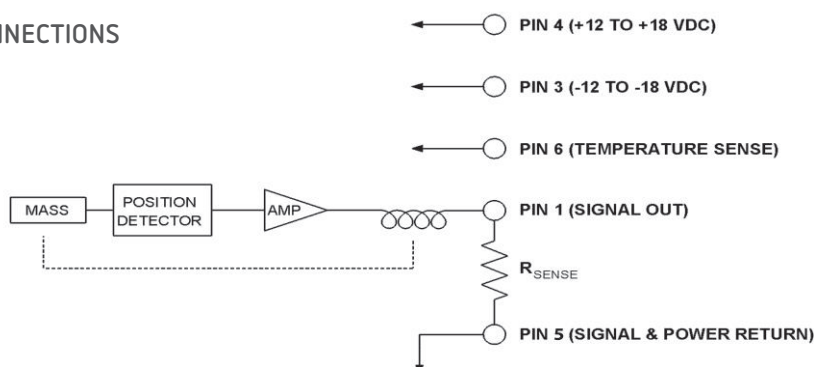 NNECTIONS
PIN 4 (+12 TO +18 VDC)
PIN 3 (-12 TO -18 VDC)
PIN 6 (TEMPERATURE SENSE)
MASS
POSITION
DETECTOR
AMP
PIN 1 (SIGNAL OUT)
RSENSE
PIN 5 (SIGNAL & POWER RETURN)